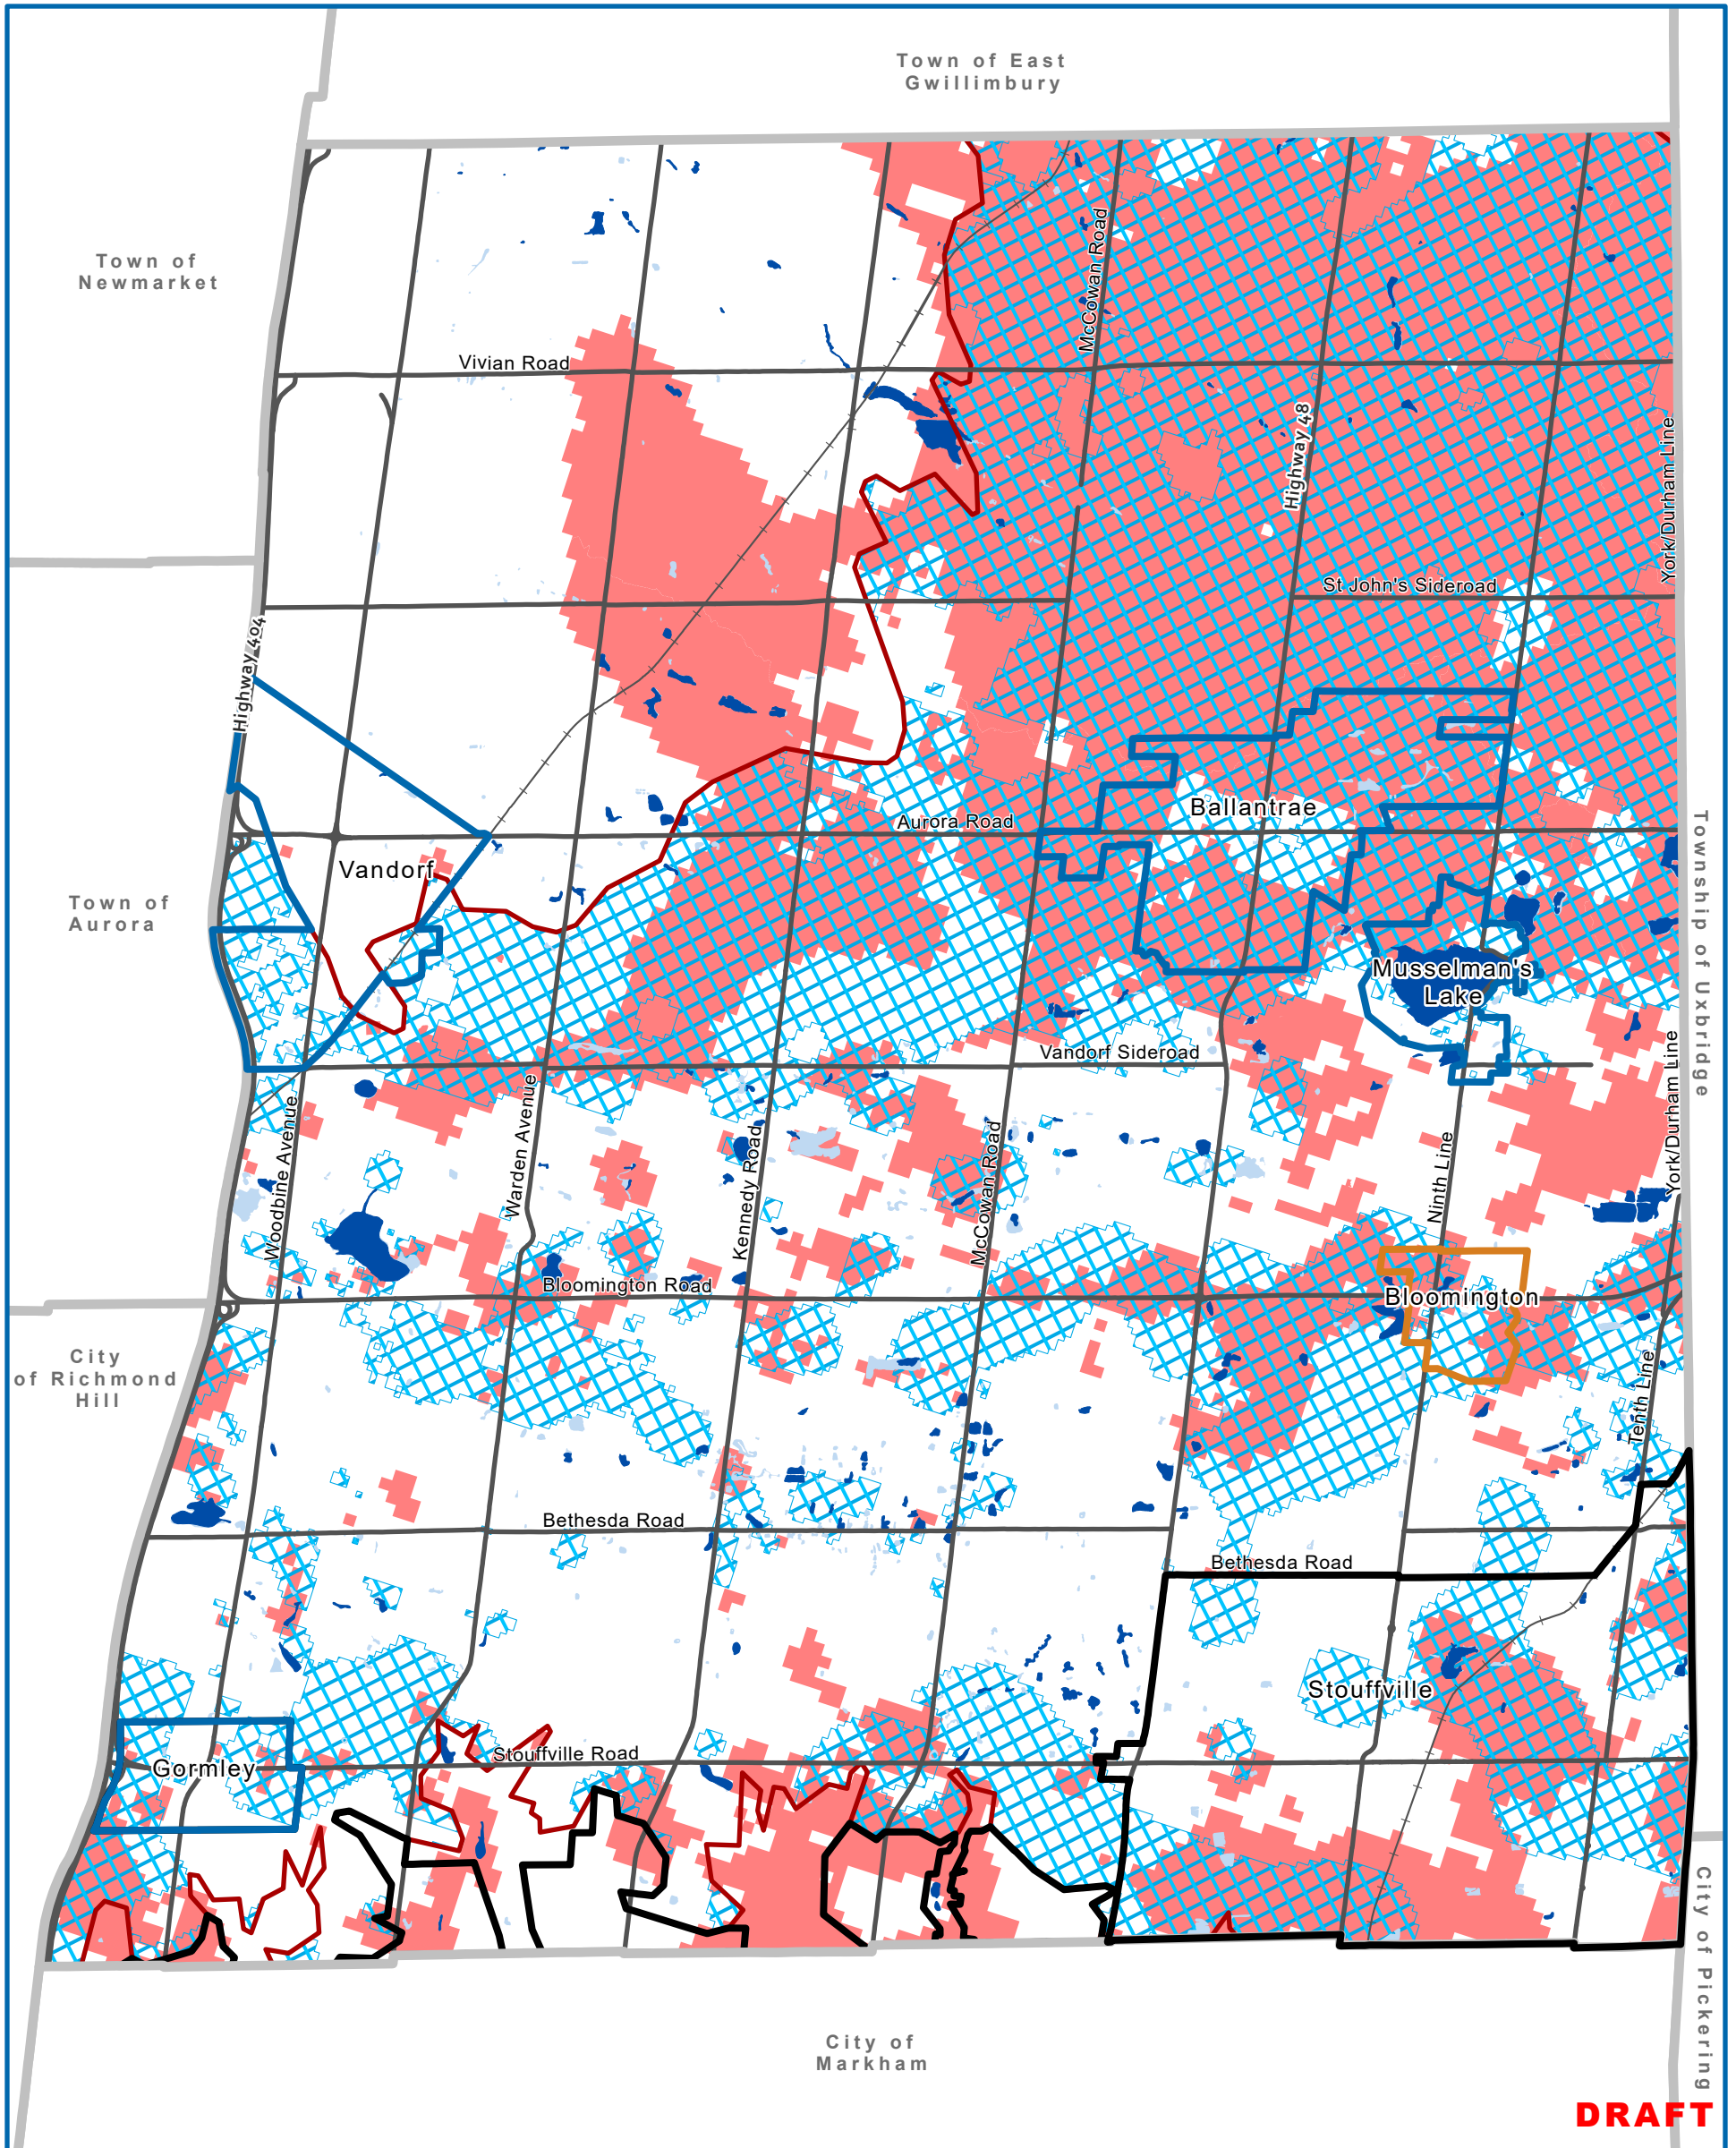 Town of East
Gwillimbury
Town of
Newmarket
McCowan Road
Vivian Road
Highway 48
York/Durham Line
St John's Sideroad
Highway 404
Ballantrae
Aurora Road
Vandorf
Township of Uxbridge
Town of
Aurora
Musselman's
Lake
Vandorf Sideroad
Woodbine Avenue
Warden Avenue
Kennedy Road
McCowan Road
Ninth Line
York/Durham Line
Bloomington Road
Bloomington
City
of Richmond
Hill
Tenth Line
Bethesda Road
Bethesda Road
Stouffville
Stouffville Road
Gormley
City of Pickering
City of
Markham
DRAFT